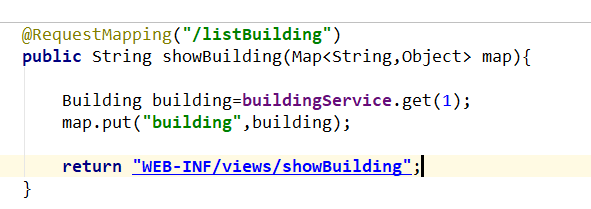 @RequestMapping("/listBuilding")
public String showBuilding(Map<String,Object> map){
Building building=buildingService.get(1);
map.put("building",building);
return "WEB-INF/views/showBuilding";
}